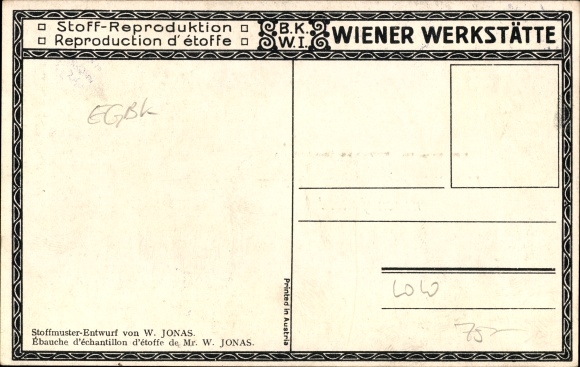 Stoff-Reproduktion
Reproduction d'étoffe
B.K.
W.I.
WIENER WERKSTÄTTE
EGBK
Printed in Austria
Stoffmuster-Entwurf von W. JONAS.
Ébauche d'échantillon d'étoffe de Mr. W. JONAS.